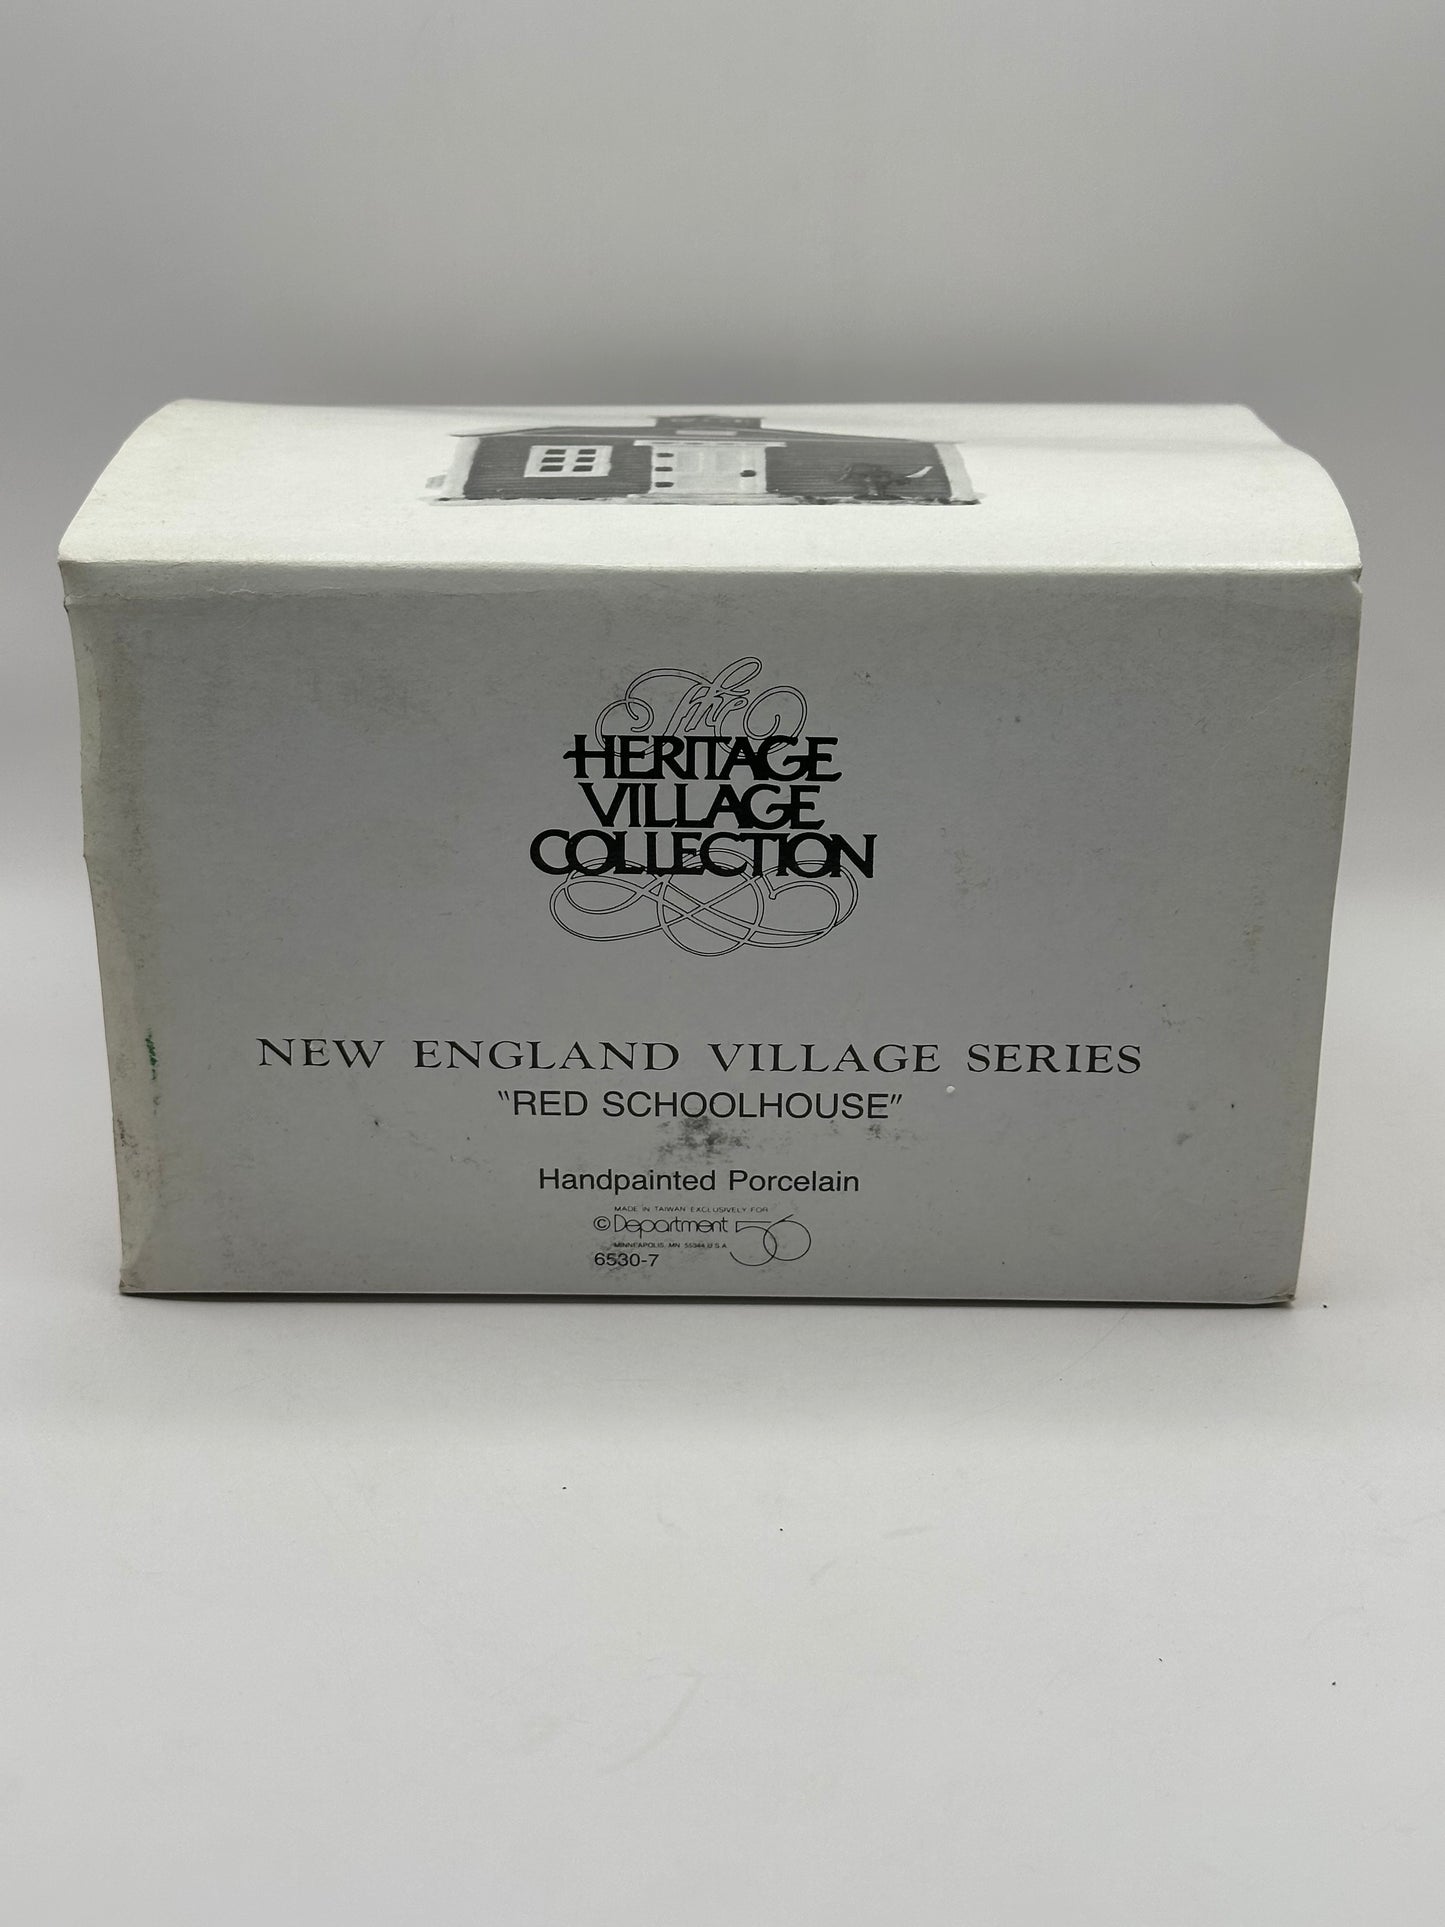 The
HERITAGE
VILLAGE
COLLECTION
NEW ENGLAND VILLAGE SERIES
"RED SCHOOLHOUSE"
Handpainted Porcelain
MADE IN TAIWAN EXCLUSIVELY FOR
© Department 56
MINNEAPOLIS, MN 55344 U.S.A.
6530-7